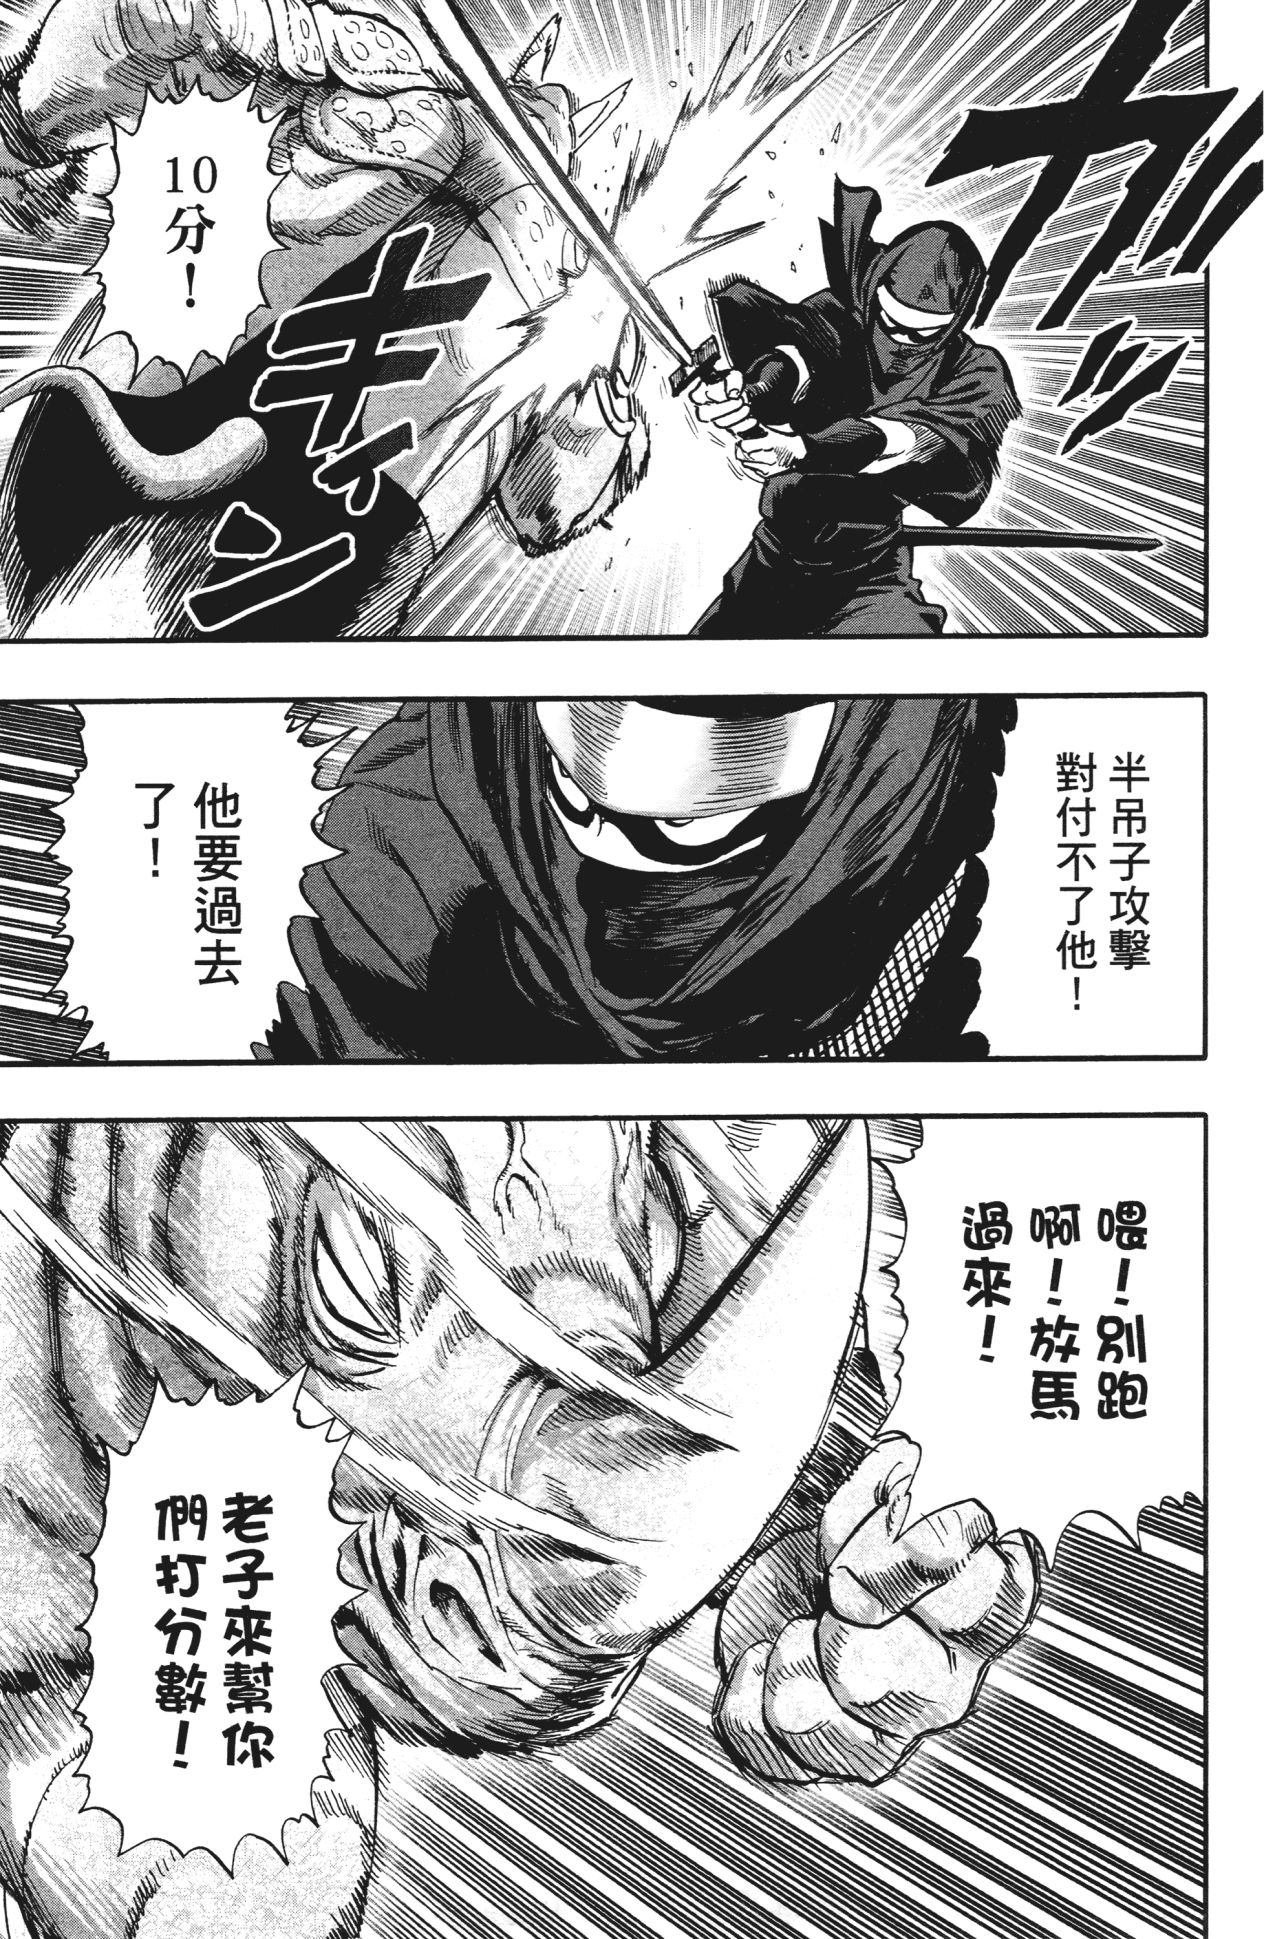 ガガッ
10
分！
キィン
半吊子攻擊
對付不了他！
他要過去
了！
喂！別跑
啊！放馬
過來！
老子來幫你
們打分數！